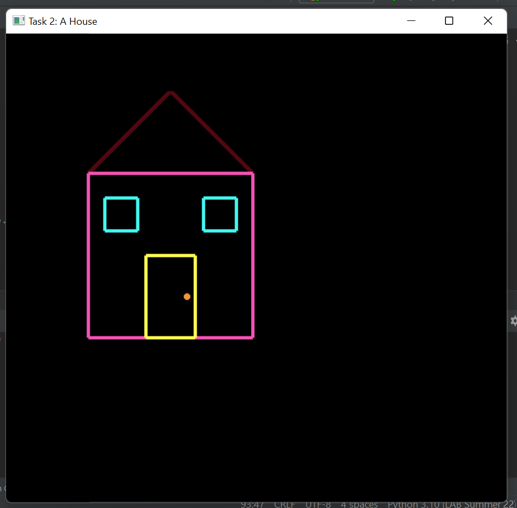 Task 2: A House
93:47 CRLF UTF-8 4 spaces Python 3.10 (LAB Summer 22)